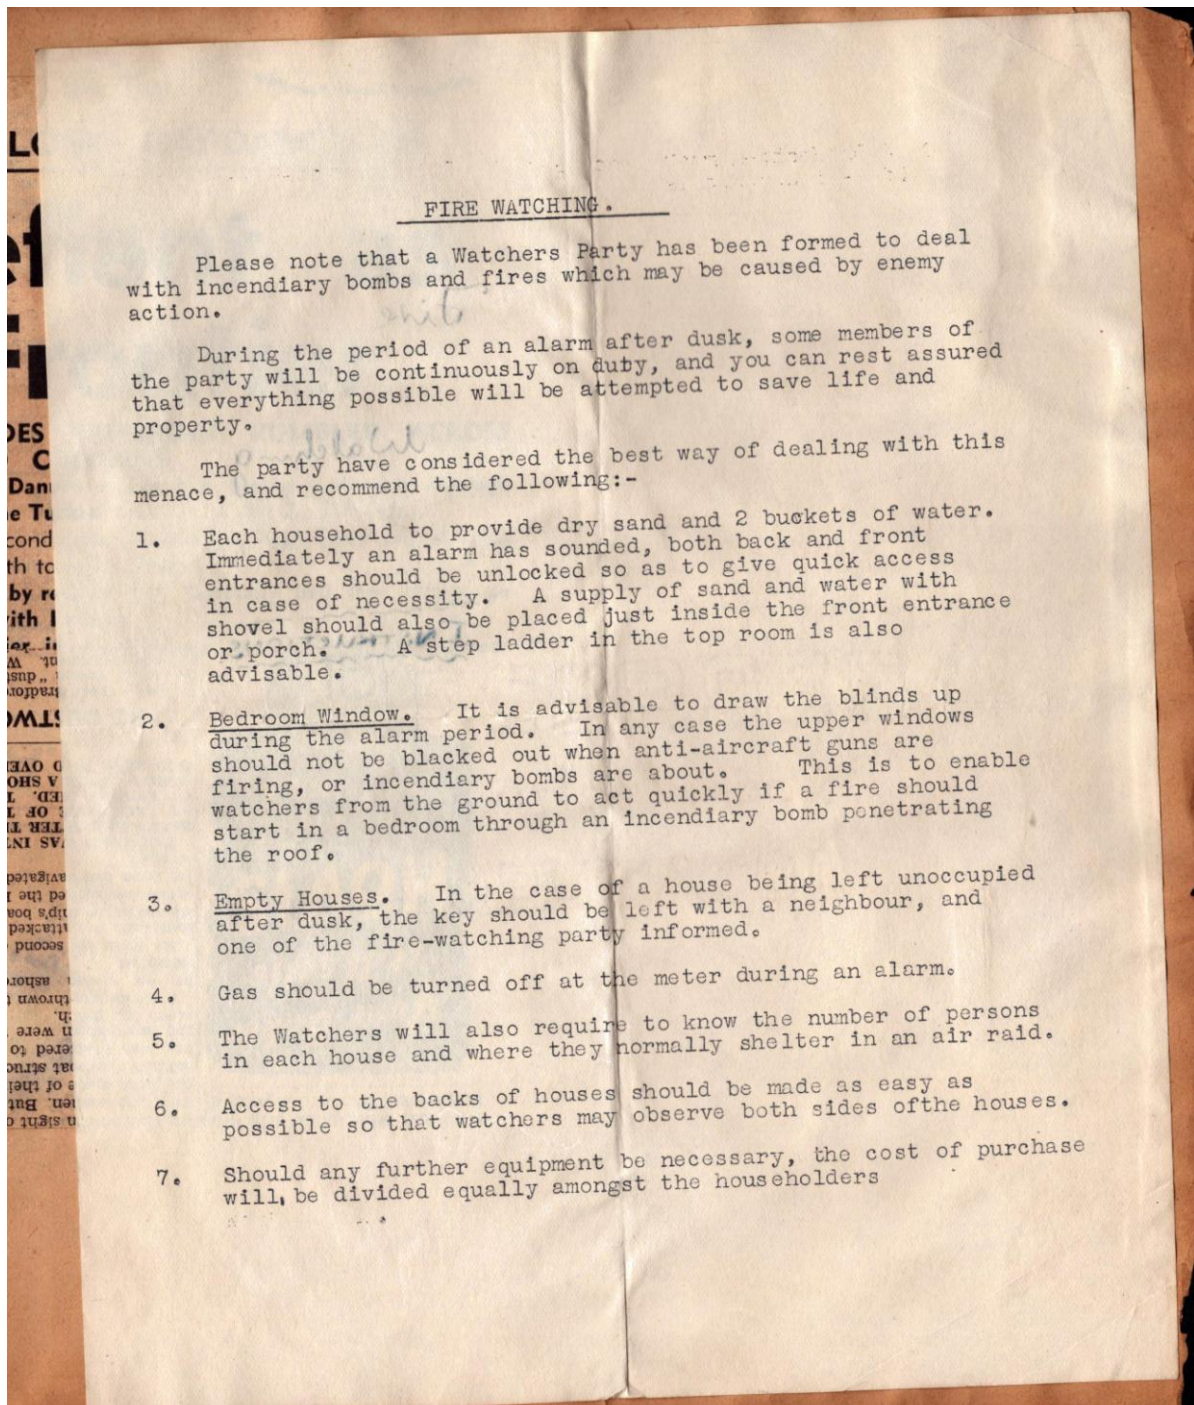 FIRE WATCHING.
Please note that a Watchers Party has been formed to deal
with incendiary bombs and fires which may be caused by enemy
action.
During the period of an alarm after dusk, some members of
the party will be continuously on duty, and you can rest assured
that everything possible will be attempted to save life and
property.
The party have considered the best way of dealing with this
menace, and recommend the following:-
1. Each household to provide dry sand and 2 buckets of water.
Immediately an alarm has sounded, both back and front
entrances should be unlocked so as to give quick access
in case of necessity. A supply of sand and water with
shovel should also be placed just inside the front entrance
or porch. A step ladder in the top room is also
advisable.
2. Bedroom Window. It is advisable to draw the blinds up
during the alarm period. In any case the upper windows
should not be blacked out when anti-aircraft guns are
firing, or incendiary bombs are about. This is to enable
watchers from the ground to act quickly if a fire should
start in a bedroom through an incendiary bomb penetrating
the roof.
3. Empty Houses. In the case of a house being left unoccupied
after dusk, the key should be left with a neighbour, and
one of the fire-watching party informed.
4. Gas should be turned off at the meter during an alarm.
5. The Watchers will also require to know the number of persons
in each house and where they normally shelter in an air raid.
6. Access to the backs of houses should be made as easy as
possible so that watchers may observe both sides ofthe houses.
7. Should any further equipment be necessary, the cost of purchase
will, be divided equally amongst the householders